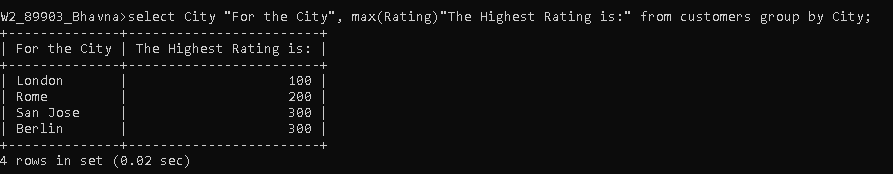 W2_89903_Bhavna>select City "For the City", max(Rating)"The Highest Rating is:" from customers group by City;
+--------------+-------------------------+
| For the City | The Highest Rating is: |
+--------------+-------------------------+
| London | 100 |
| Rome | 200 |
| San Jose | 300 |
| Berlin | 300 |
+--------------+-------------------------+
4 rows in set (0.02 sec)